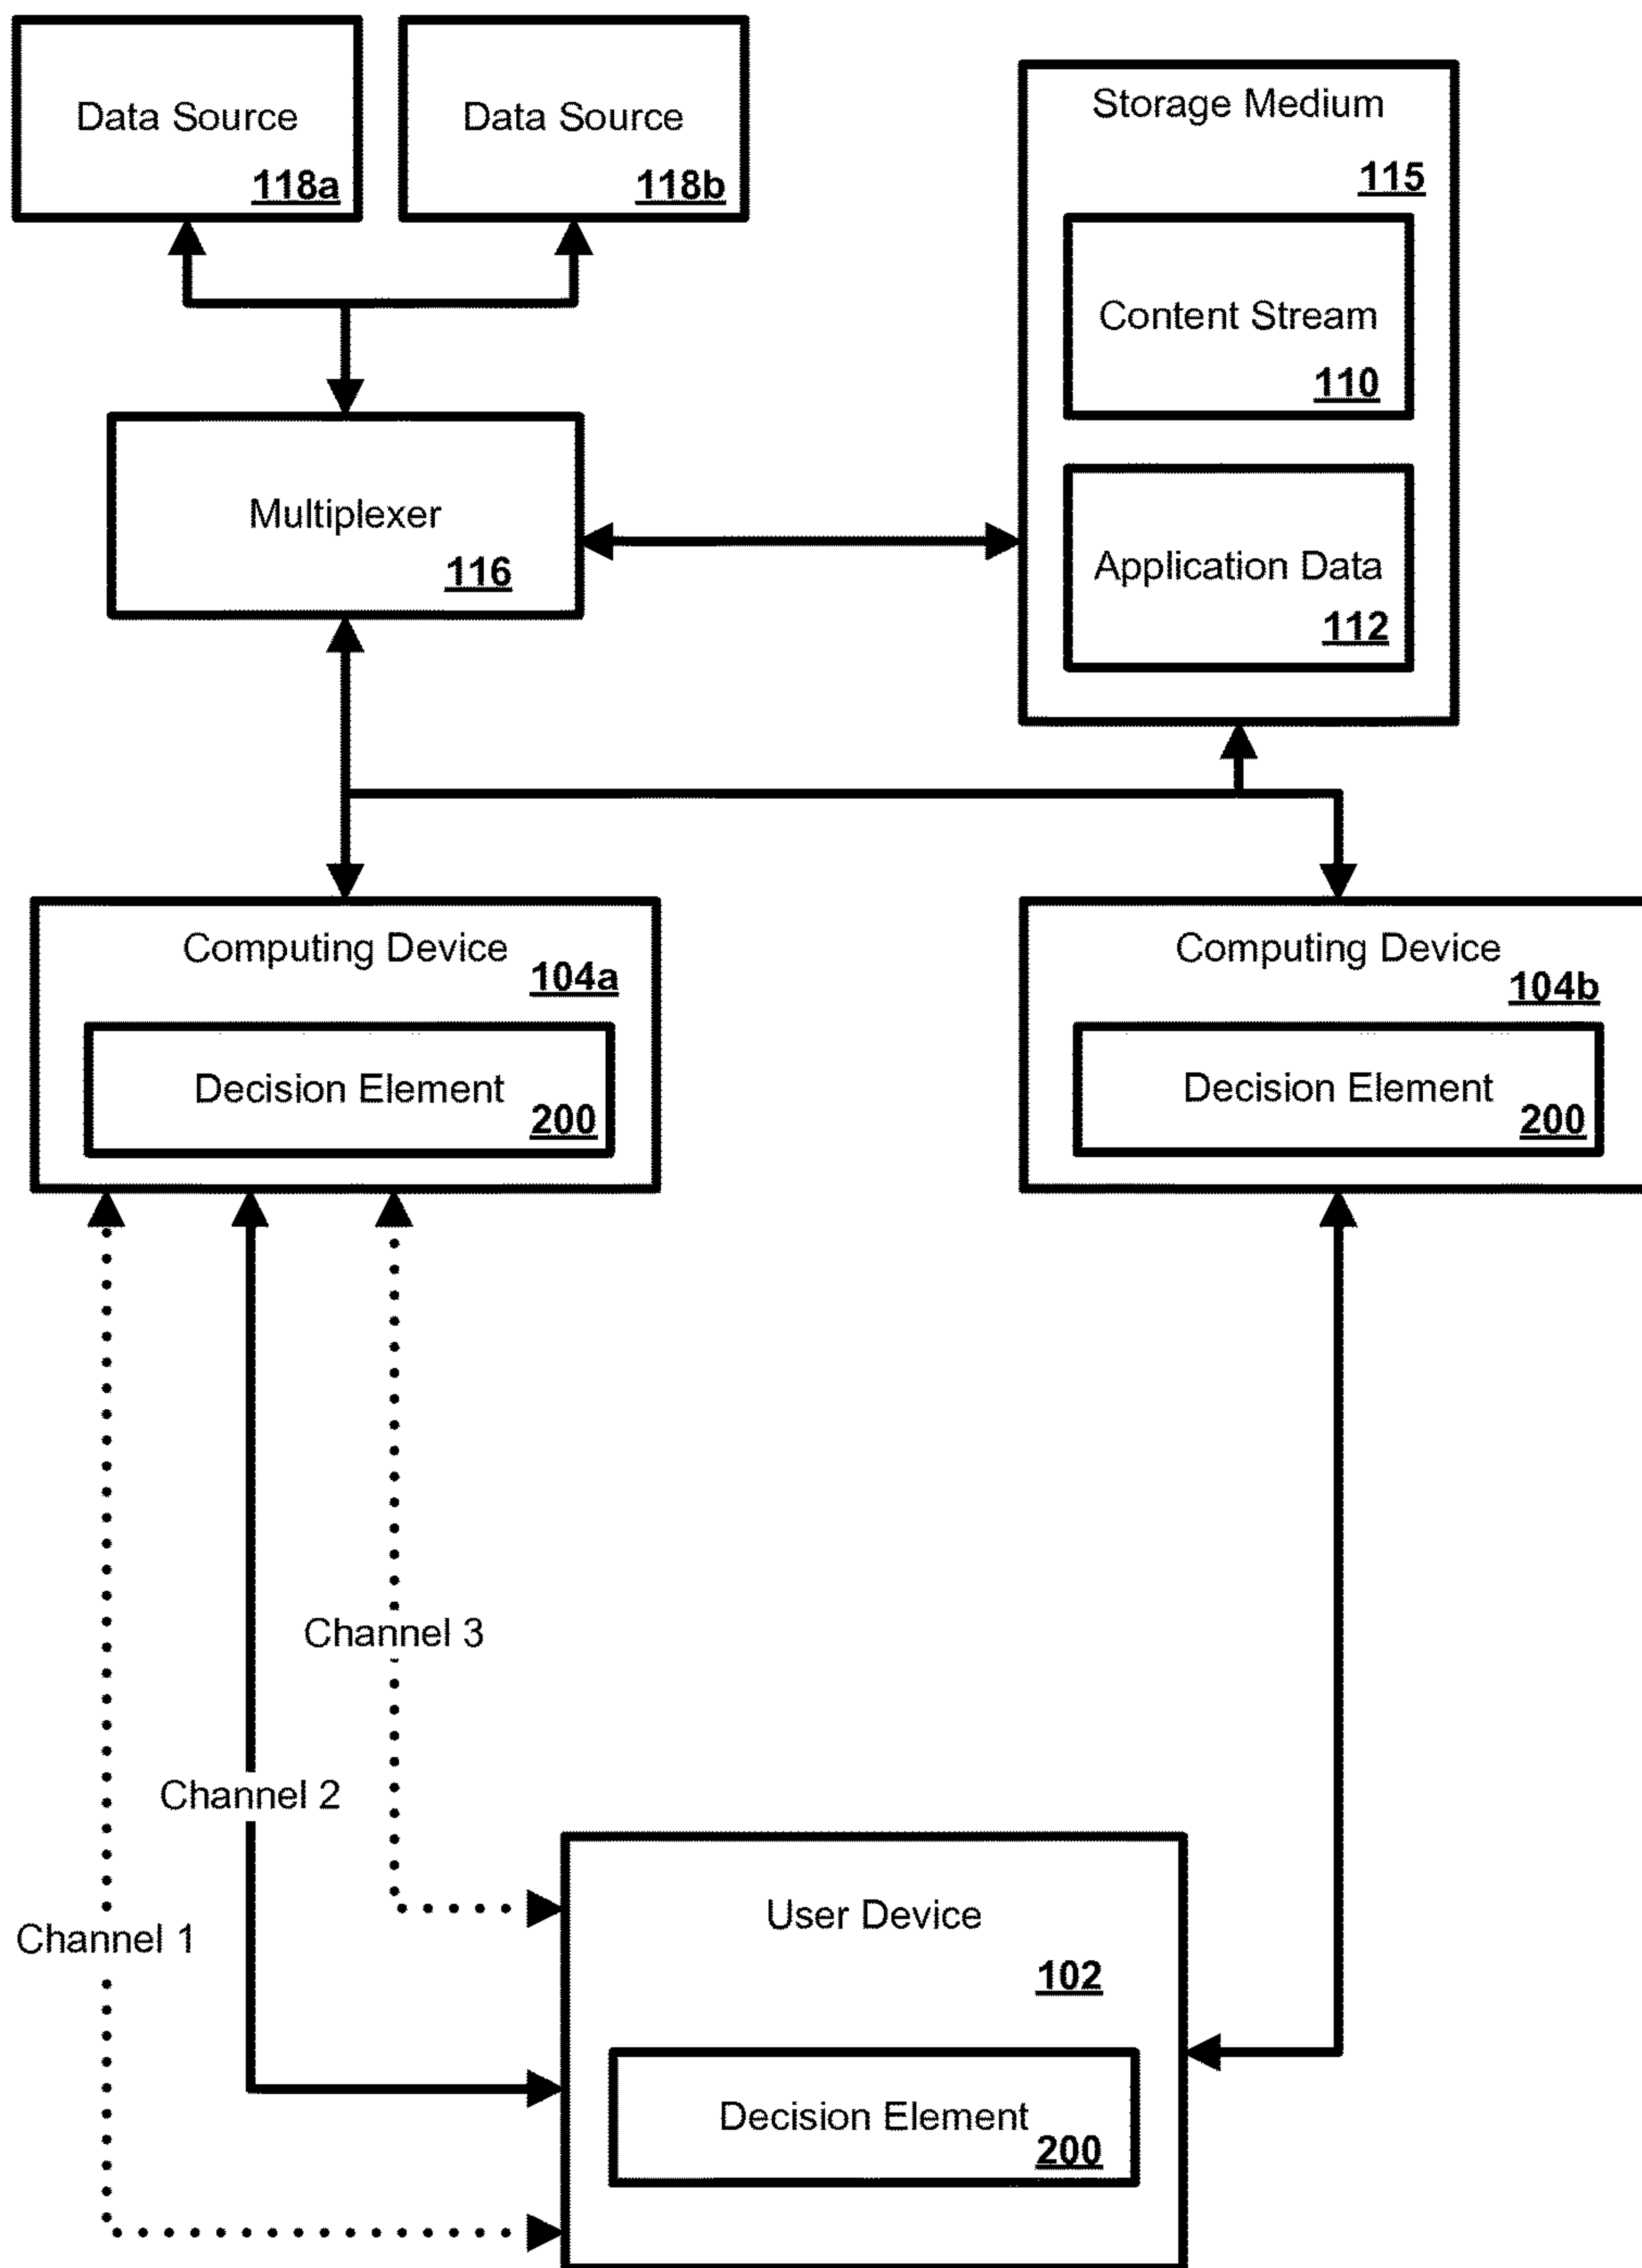 Data Source
118a
Data Source
118b
Storage Medium
115
Content Stream
110
Application Data
112
Multiplexer
116
Computing Device
104a
Decision Element
200
Computing Device
104b
Decision Element
200
Channel 3
Channel 2
Channel 1
User Device
102
Decision Element
200